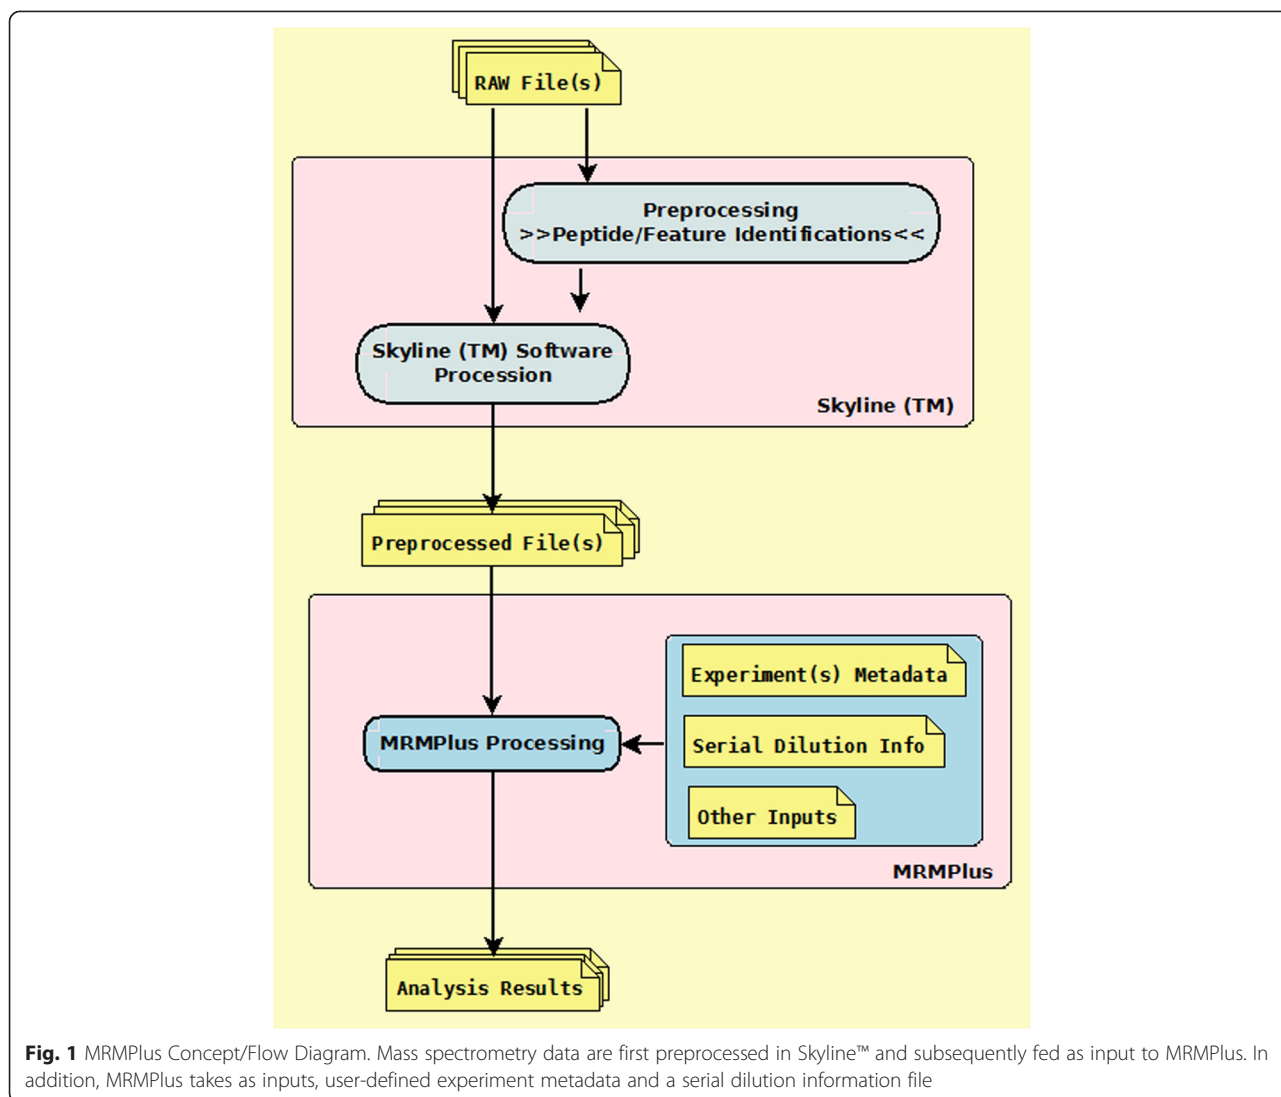 RAW File(s)
Preprocessing
>>Peptide/Feature Identifications<<
Skyline (TM) Software
Procession
Skyline (TM)
Preprocessed File(s)
Experiment(s) Metadata
MRMPlus Processing
Serial Dilution Info
Other Inputs
MRMPlus
Analysis Results
Fig. 1 MRMPlus Concept/Flow Diagram. Mass spectrometry data are first preprocessed in Skyline™ and subsequently fed as input to MRMPlus. In
addition, MRMPlus takes as inputs, user-defined experiment metadata and a serial dilution information file